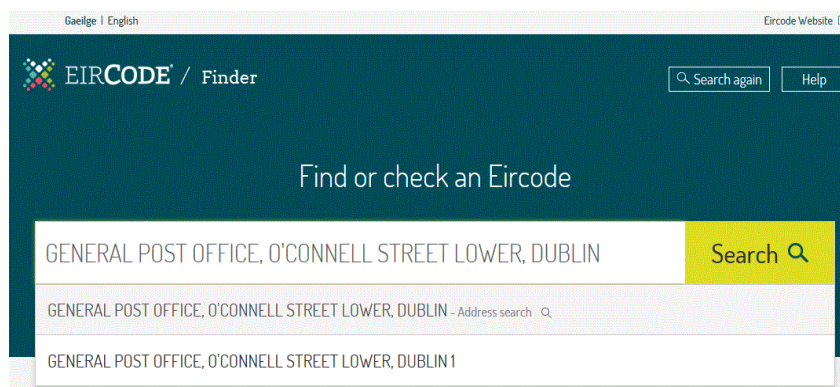 Gaeilge | English Eircode Website
EIRCODE / Finder
Search again Help
Find or check an Eircode
GENERAL POST OFFICE, O'CONNELL STREET LOWER, DUBLIN Search
GENERAL POST OFFICE, O'CONNELL STREET LOWER, DUBLIN - Address search
GENERAL POST OFFICE, O'CONNELL STREET LOWER, DUBLIN 1